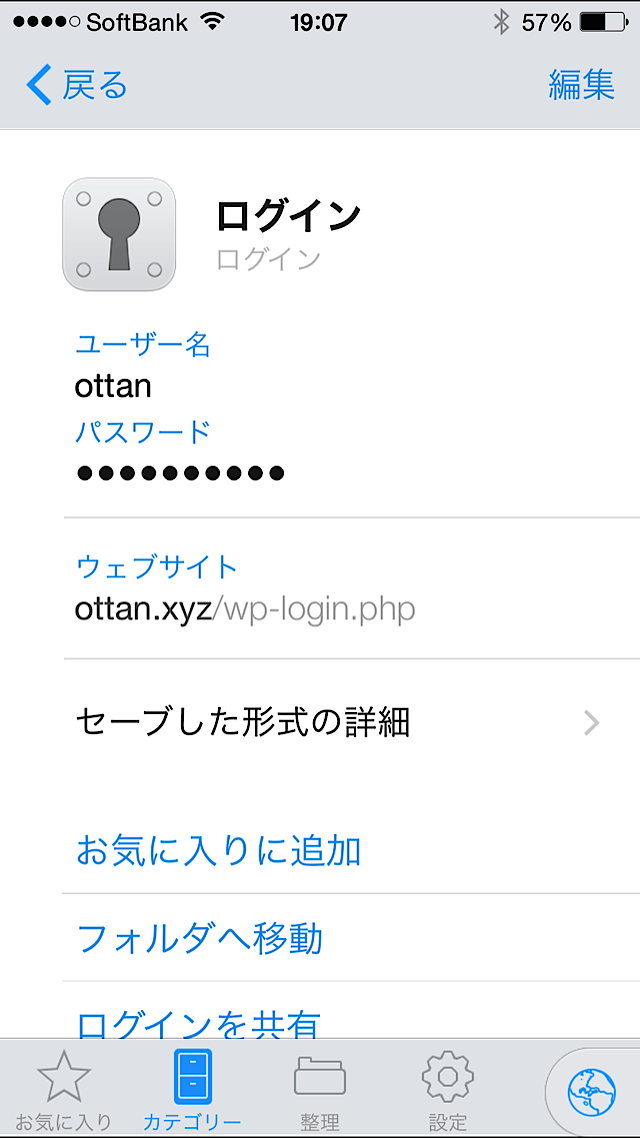 SoftBank 19:07 57%
戻る 編集
ログイン
ログイン
ユーザー名
ottan
パスワード
●●●●●●●●●●
ウェブサイト
ottan.xyz/wp-login.php
セーブした形式の詳細
お気に入りに追加
フォルダへ移動
ログインを共有
お気に入り カテゴリー 整理 設定